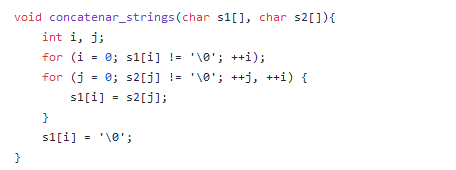 void concatenar_strings(char s1[], char s2[]){
    int i, j;
    for (i = 0; s1[i] != '\0'; ++i);
    for (j = 0; s2[j] != '\0'; ++j, ++i) {
        s1[i] = s2[j];
    }
    s1[i] = '\0';
}